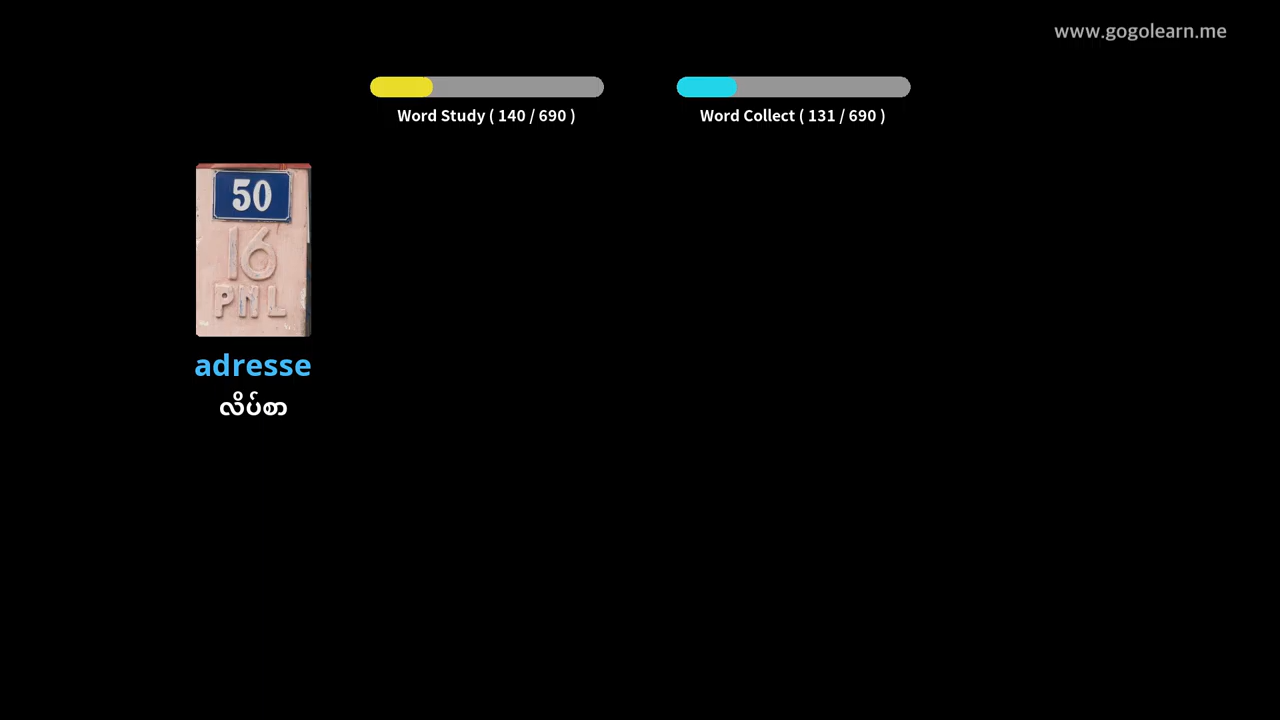 www.gogolearn.me
Word Study ( 140 / 690 )
Word Collect ( 131 / 690 )
50
16
PNL
adresse
လိပ်စာ